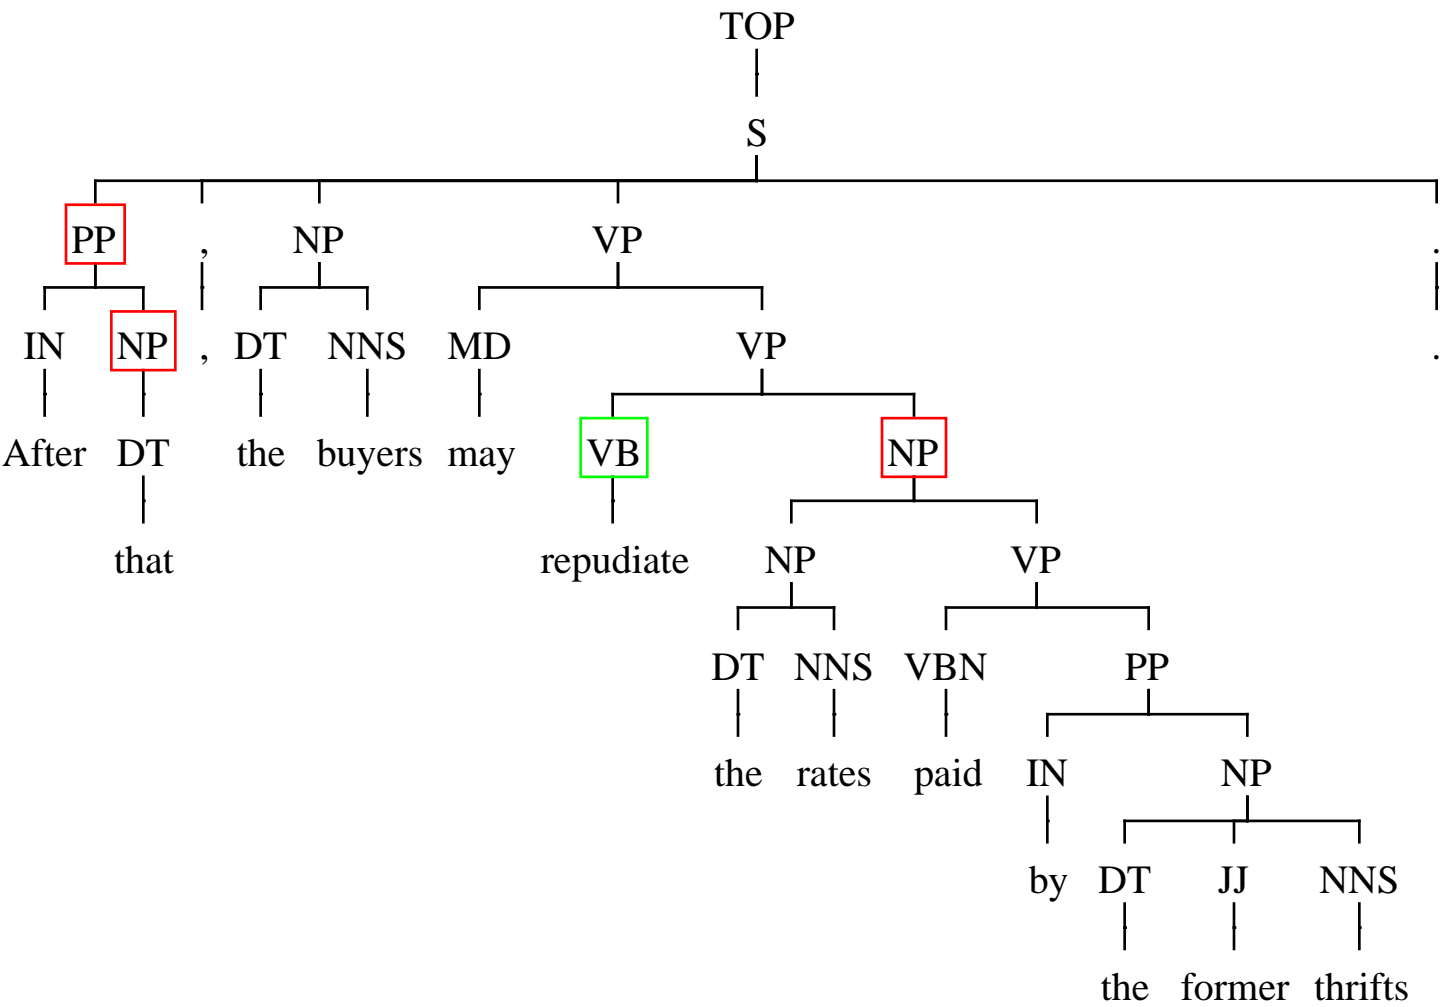 TOP
S
PP , NP VP .
IN NP , DT NNS MD VP .
After DT the buyers may VB NP
that repudiate NP VP
DT NNS VBN PP
the rates paid IN NP
by DT JJ NNS
the former thrifts